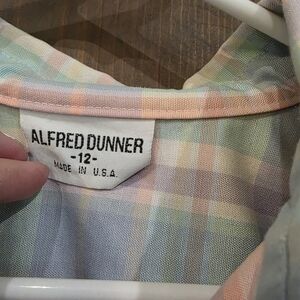 ALFRED DUNNER
-12-
MADE IN U.S.A.